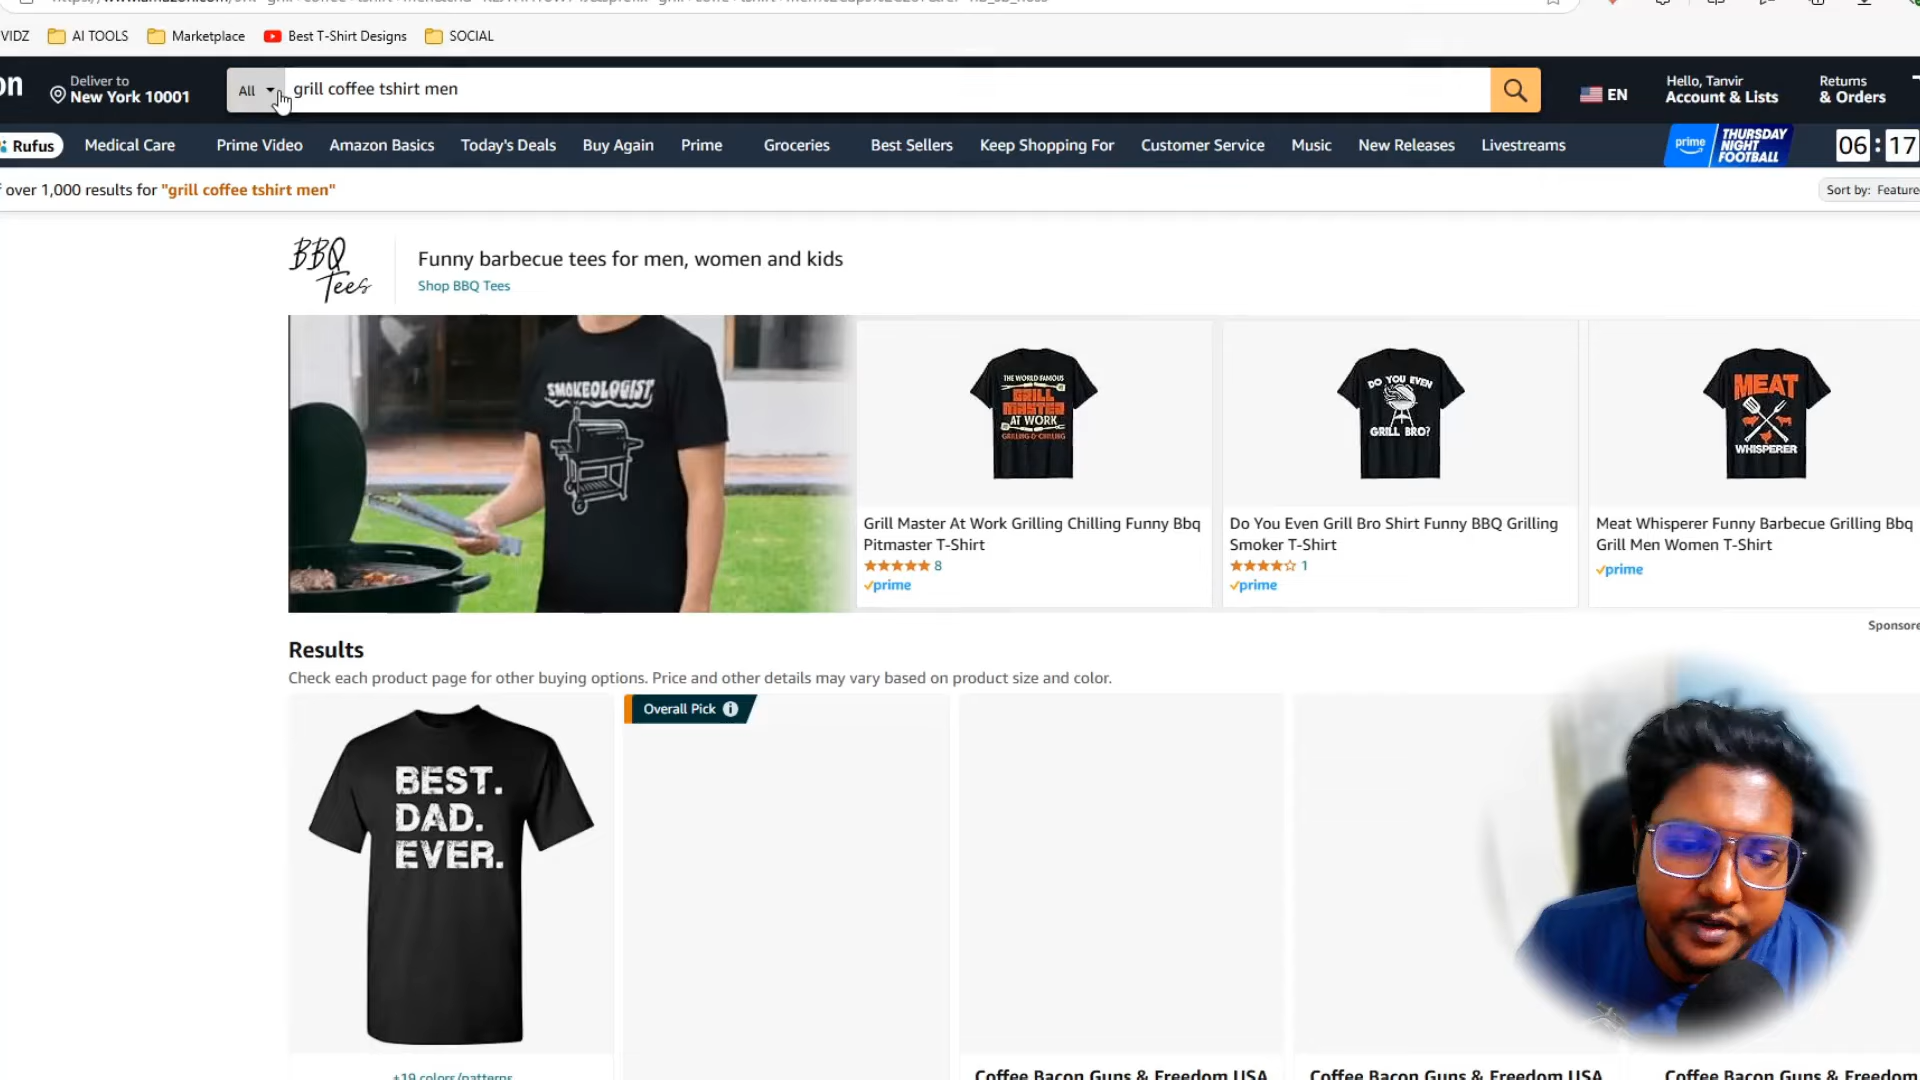 VIDZ AI TOOLS Marketplace Best T-Shirt Designs SOCIAL
on Deliver to
New York 10001
All grill coffee tshirt men
EN
Hello, Tanvir
Account & Lists
Returns
& Orders
Rufus Medical Care Prime Video Amazon Basics Today's Deals Buy Again Prime Groceries Best Sellers Keep Shopping For Customer Service Music New Releases Livestreams
prime THURSDAY
NIGHT
FOOTBALL
06 : 17
over 1,000 results for "grill coffee tshirt men"
Sort by: Feature
BBQ
Tees
Funny barbecue tees for men, women and kids
Shop BBQ Tees
SMOKEOLOGIST
THE WORLD FAMOUS
GRILL
MASTER
AT WORK
GRILLING & CHILLING
DO YOU EVEN
GRILL BRO?
MEAT
WHISPERER
Grill Master At Work Grilling Chilling Funny Bbq
Pitmaster T-Shirt
8
prime
Do You Even Grill Bro Shirt Funny BBQ Grilling
Smoker T-Shirt
1
prime
Meat Whisperer Funny Barbecue Grilling Bbq
Grill Men Women T-Shirt
prime
Sponsore
Results
Check each product page for other buying options. Price and other details may vary based on product size and color.
Overall Pick
BEST.
DAD.
EVER.
+19 colors/patterns
Coffee Bacon Guns & Freedom USA
Coffee Bacon Guns & Freedom USA
Coffee Bacon Guns & Freedom